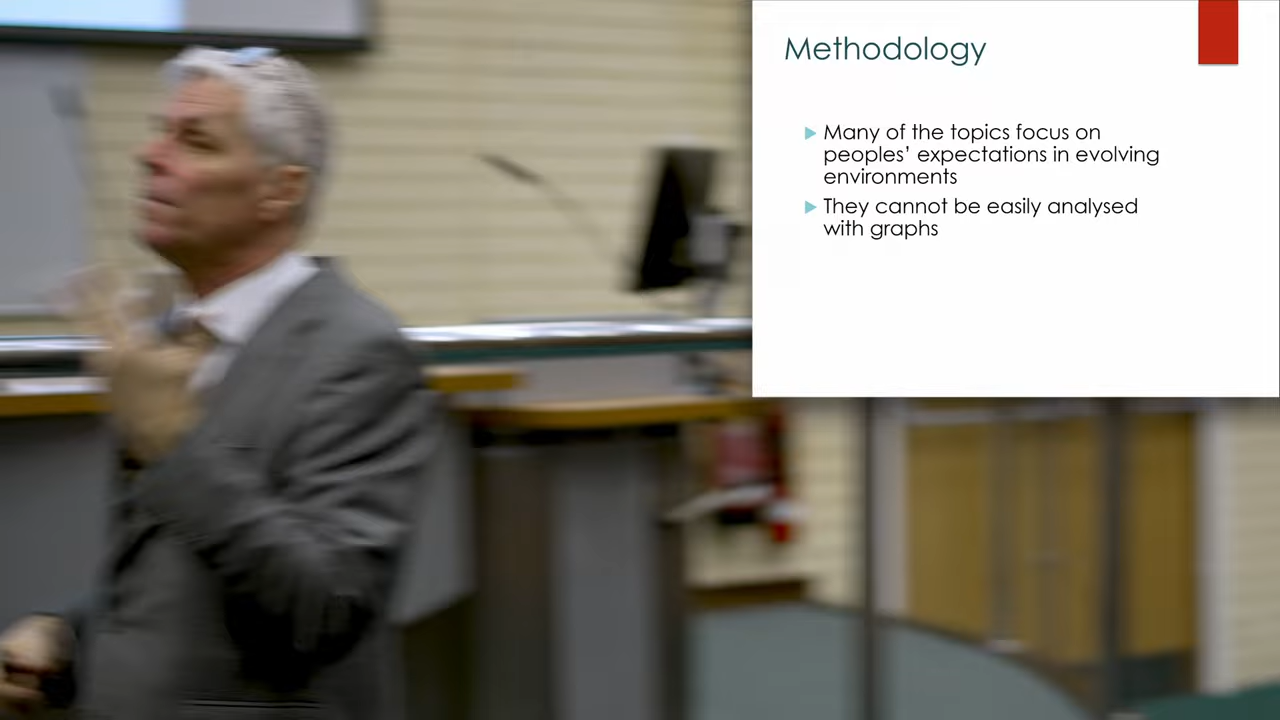 Methodology
Many of the topics focus on
peoples’ expectations in evolving
environments
They cannot be easily analysed
with graphs